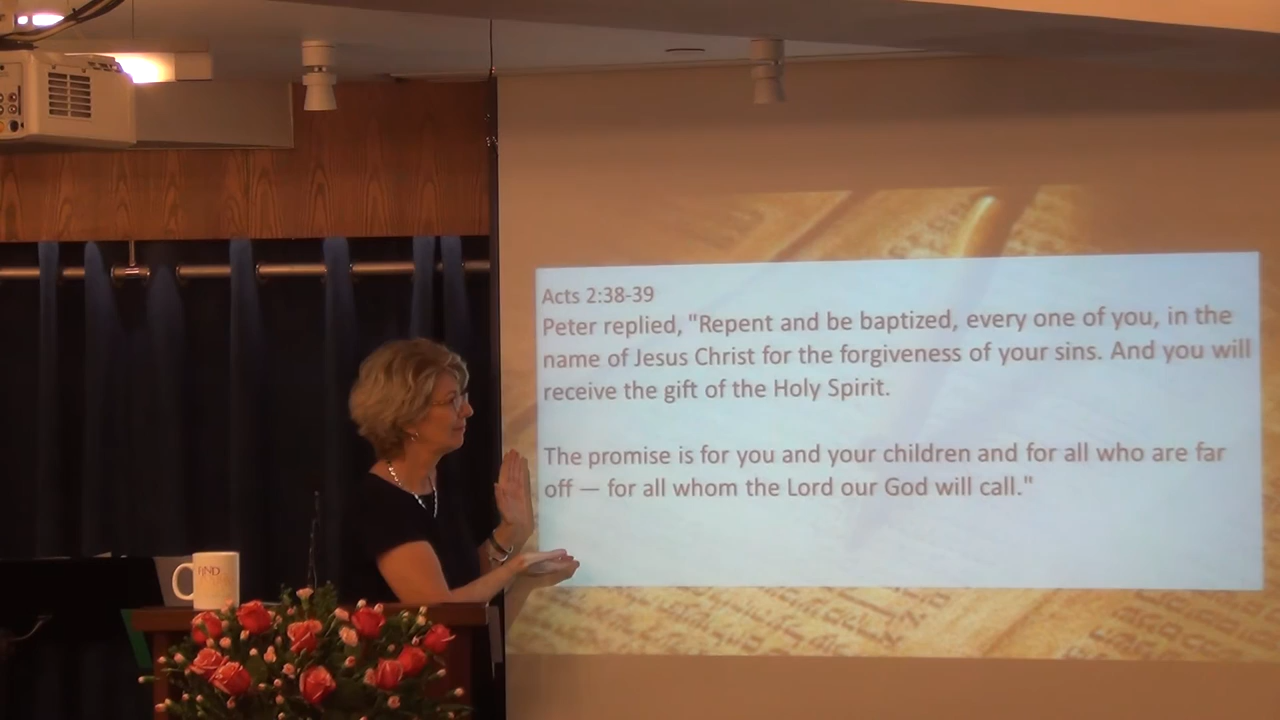 Acts 2:38-39
Peter replied, "Repent and be baptized, every one of you, in the
name of Jesus Christ for the forgiveness of your sins. And you will
receive the gift of the Holy Spirit.
The promise is for you and your children and for all who are far
off — for all whom the Lord our God will call."
FIND